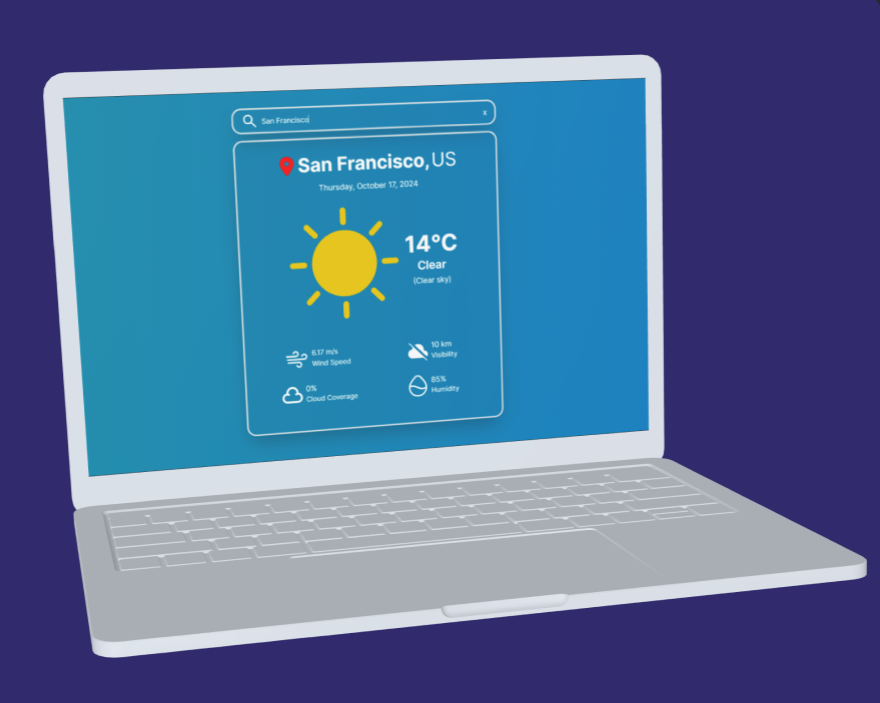 San Francisco
x
San Francisco, US
Thursday, October 17, 2024
14°C
Clear
(Clear sky)
6.17 m/s
Wind Speed
10 km
Visibility
0%
Cloud Coverage
85%
Humidity